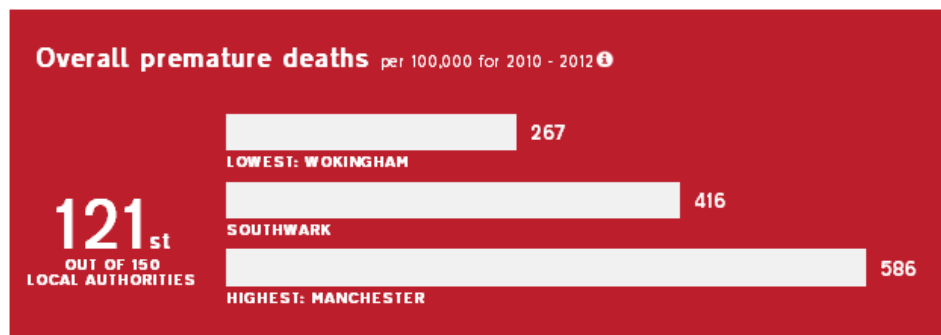 Overall premature deaths per 100,000 for 2010 - 2012 i
267
LOWEST: WOKINGHAM
416
SOUTHWARK
586
HIGHEST: MANCHESTER
121st
OUT OF 150
LOCAL AUTHORITIES